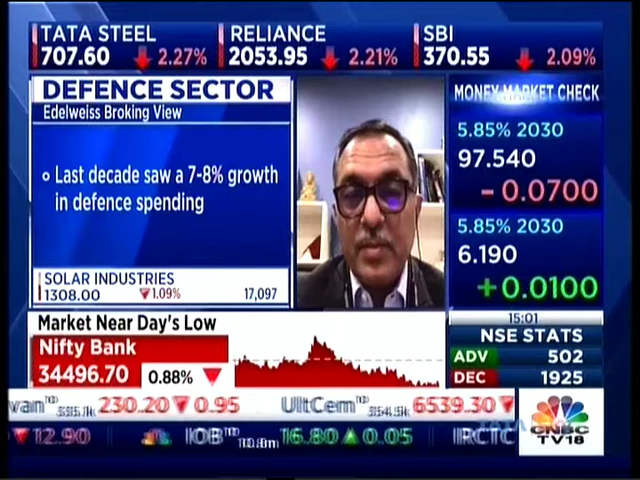 TATA STEEL
707.60 2.27%
RELIANCE
2053.95 2.21%
SBI
370.55 2.09%
DEFENCE SECTOR
Edelweiss Broking View
Last decade saw a 7-8% growth
in defence spending
SOLAR INDUSTRIES
1308.00 1.09% 17,097
MONEY MARKET CHECK
5.85% 2030
97.540
- 0.0700
5.85% 2030
6.190
+0.0100
Market Near Day's Low
Nifty Bank
34496.70 0.88%
15:01
NSE STATS
ADV 502
DEC 1925
230.20 0.95 UltCem 6539.30
12.90 IOB 16.80 0.05 IRCTC
CNBC
TV18